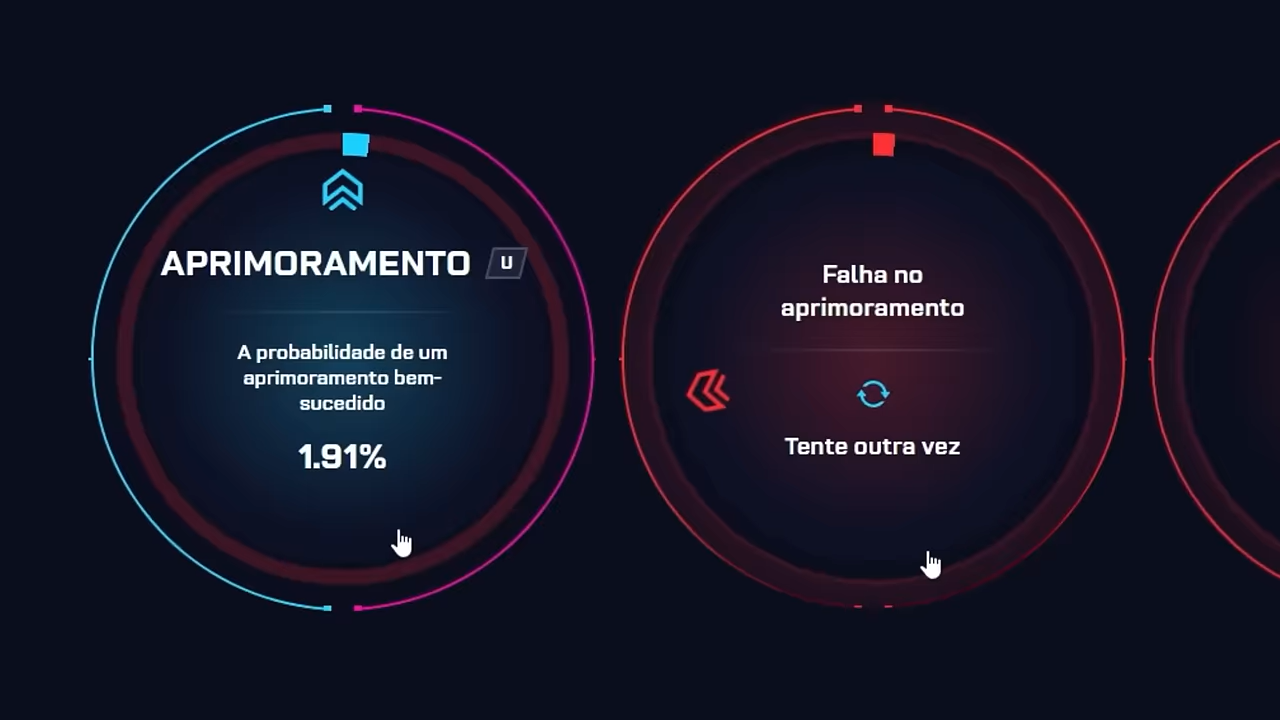 APRIMORAMENTO U
A probabilidade de um
aprimoramento bem-
sucedido
1.91%
Falha no
aprimoramento
Tente outra vez